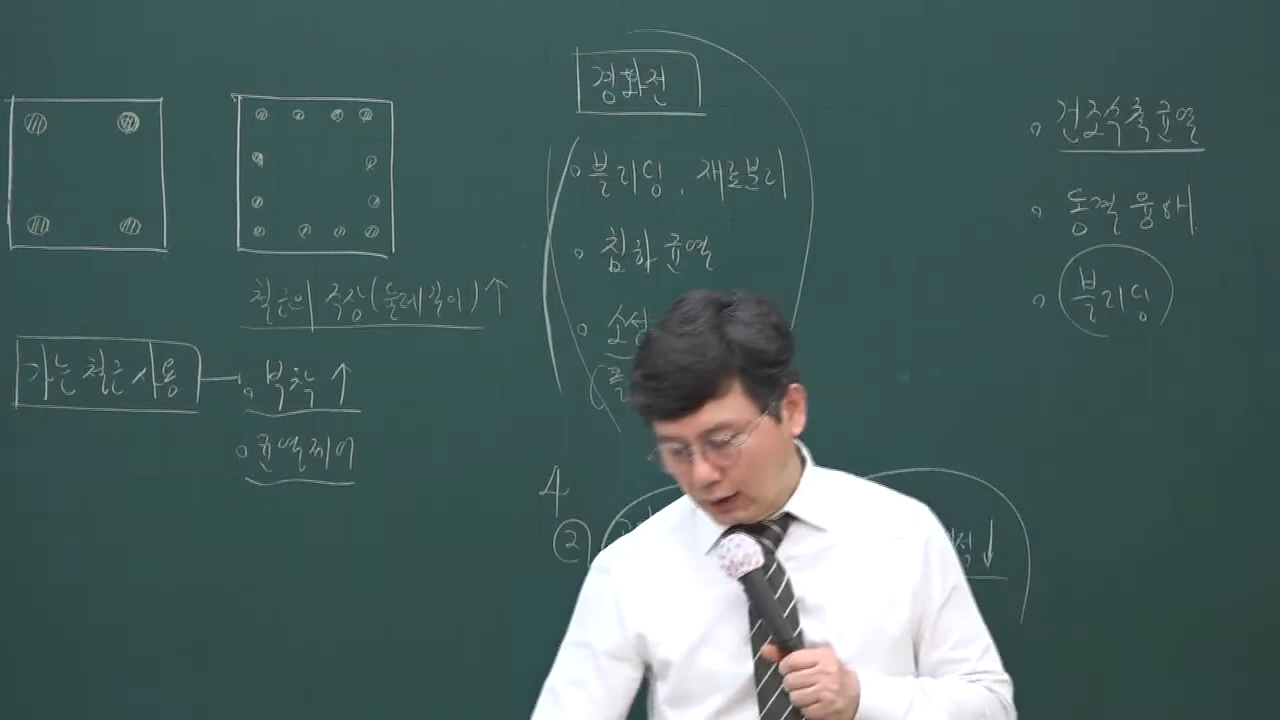 철근의 주장(둘레길이)↑
가는 철근 사용
◦ 부착↑
◦ 균열제어
경화전
◦ 블리딩, 재료분리
◦ 침하균열
◦ 소성
4
②
↓
◦ 건조수축균열
◦ 동결융해
◦ 블리딩